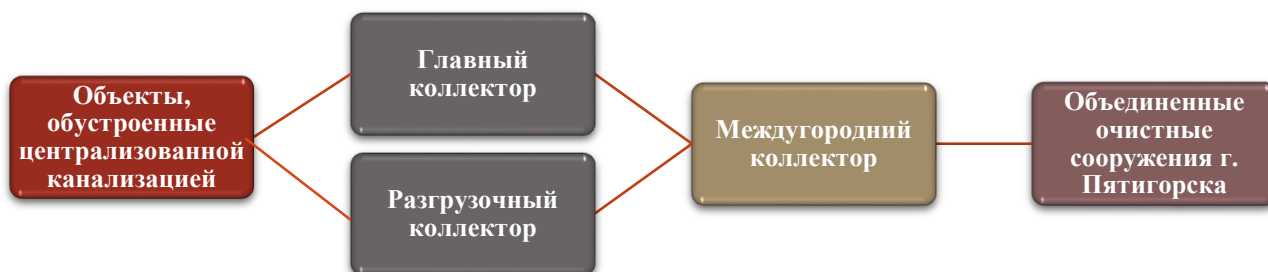 Объекты,
обустроенные
централизованной
канализацией
Главный
коллектор
Разгрузочный
коллектор
Междугородний
коллектор
Объединенные
очистные
сооружения г.
Пятигорска